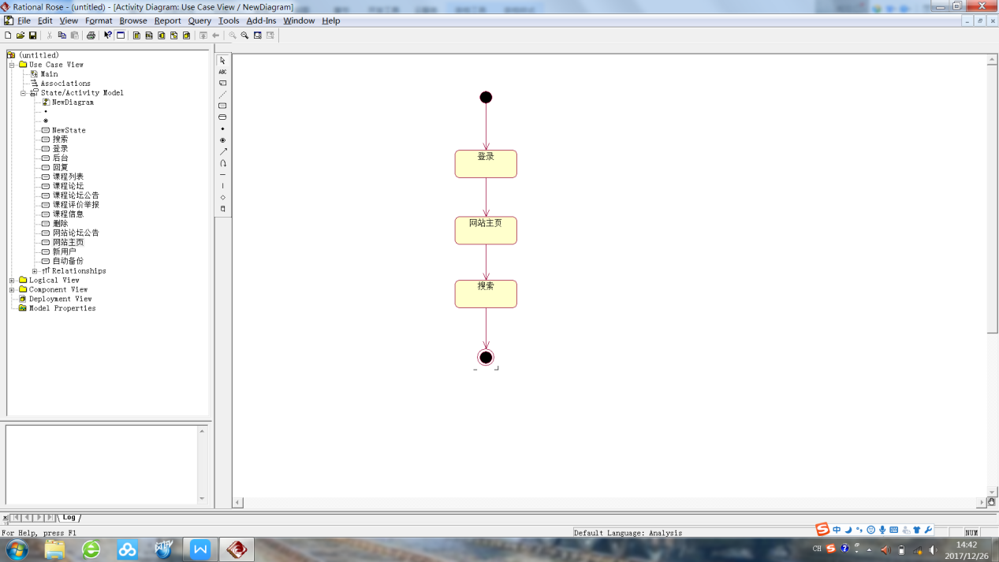 Rational Rose - (untitled) - [Activity Diagram: Use Case View / NewDiagram]
File Edit View Format Browse Report Query Tools Add-Ins Window Help
(untitled)
Use Case View
Main
Associations
State/Activity Model
NewDiagram
NewState
搜索
登录
后台
回复
课程列表
课程论坛
课程论坛公告
课程评价举报
课程信息
删除
网站论坛公告
网站主页
新用户
自动备份
Relationships
Logical View
Component View
Deployment View
Model Properties
ABC
登录
网站主页
搜索
Log
For Help, press F1
Default Language: Analysis
NUM
中
CH
14:42
2017/12/26